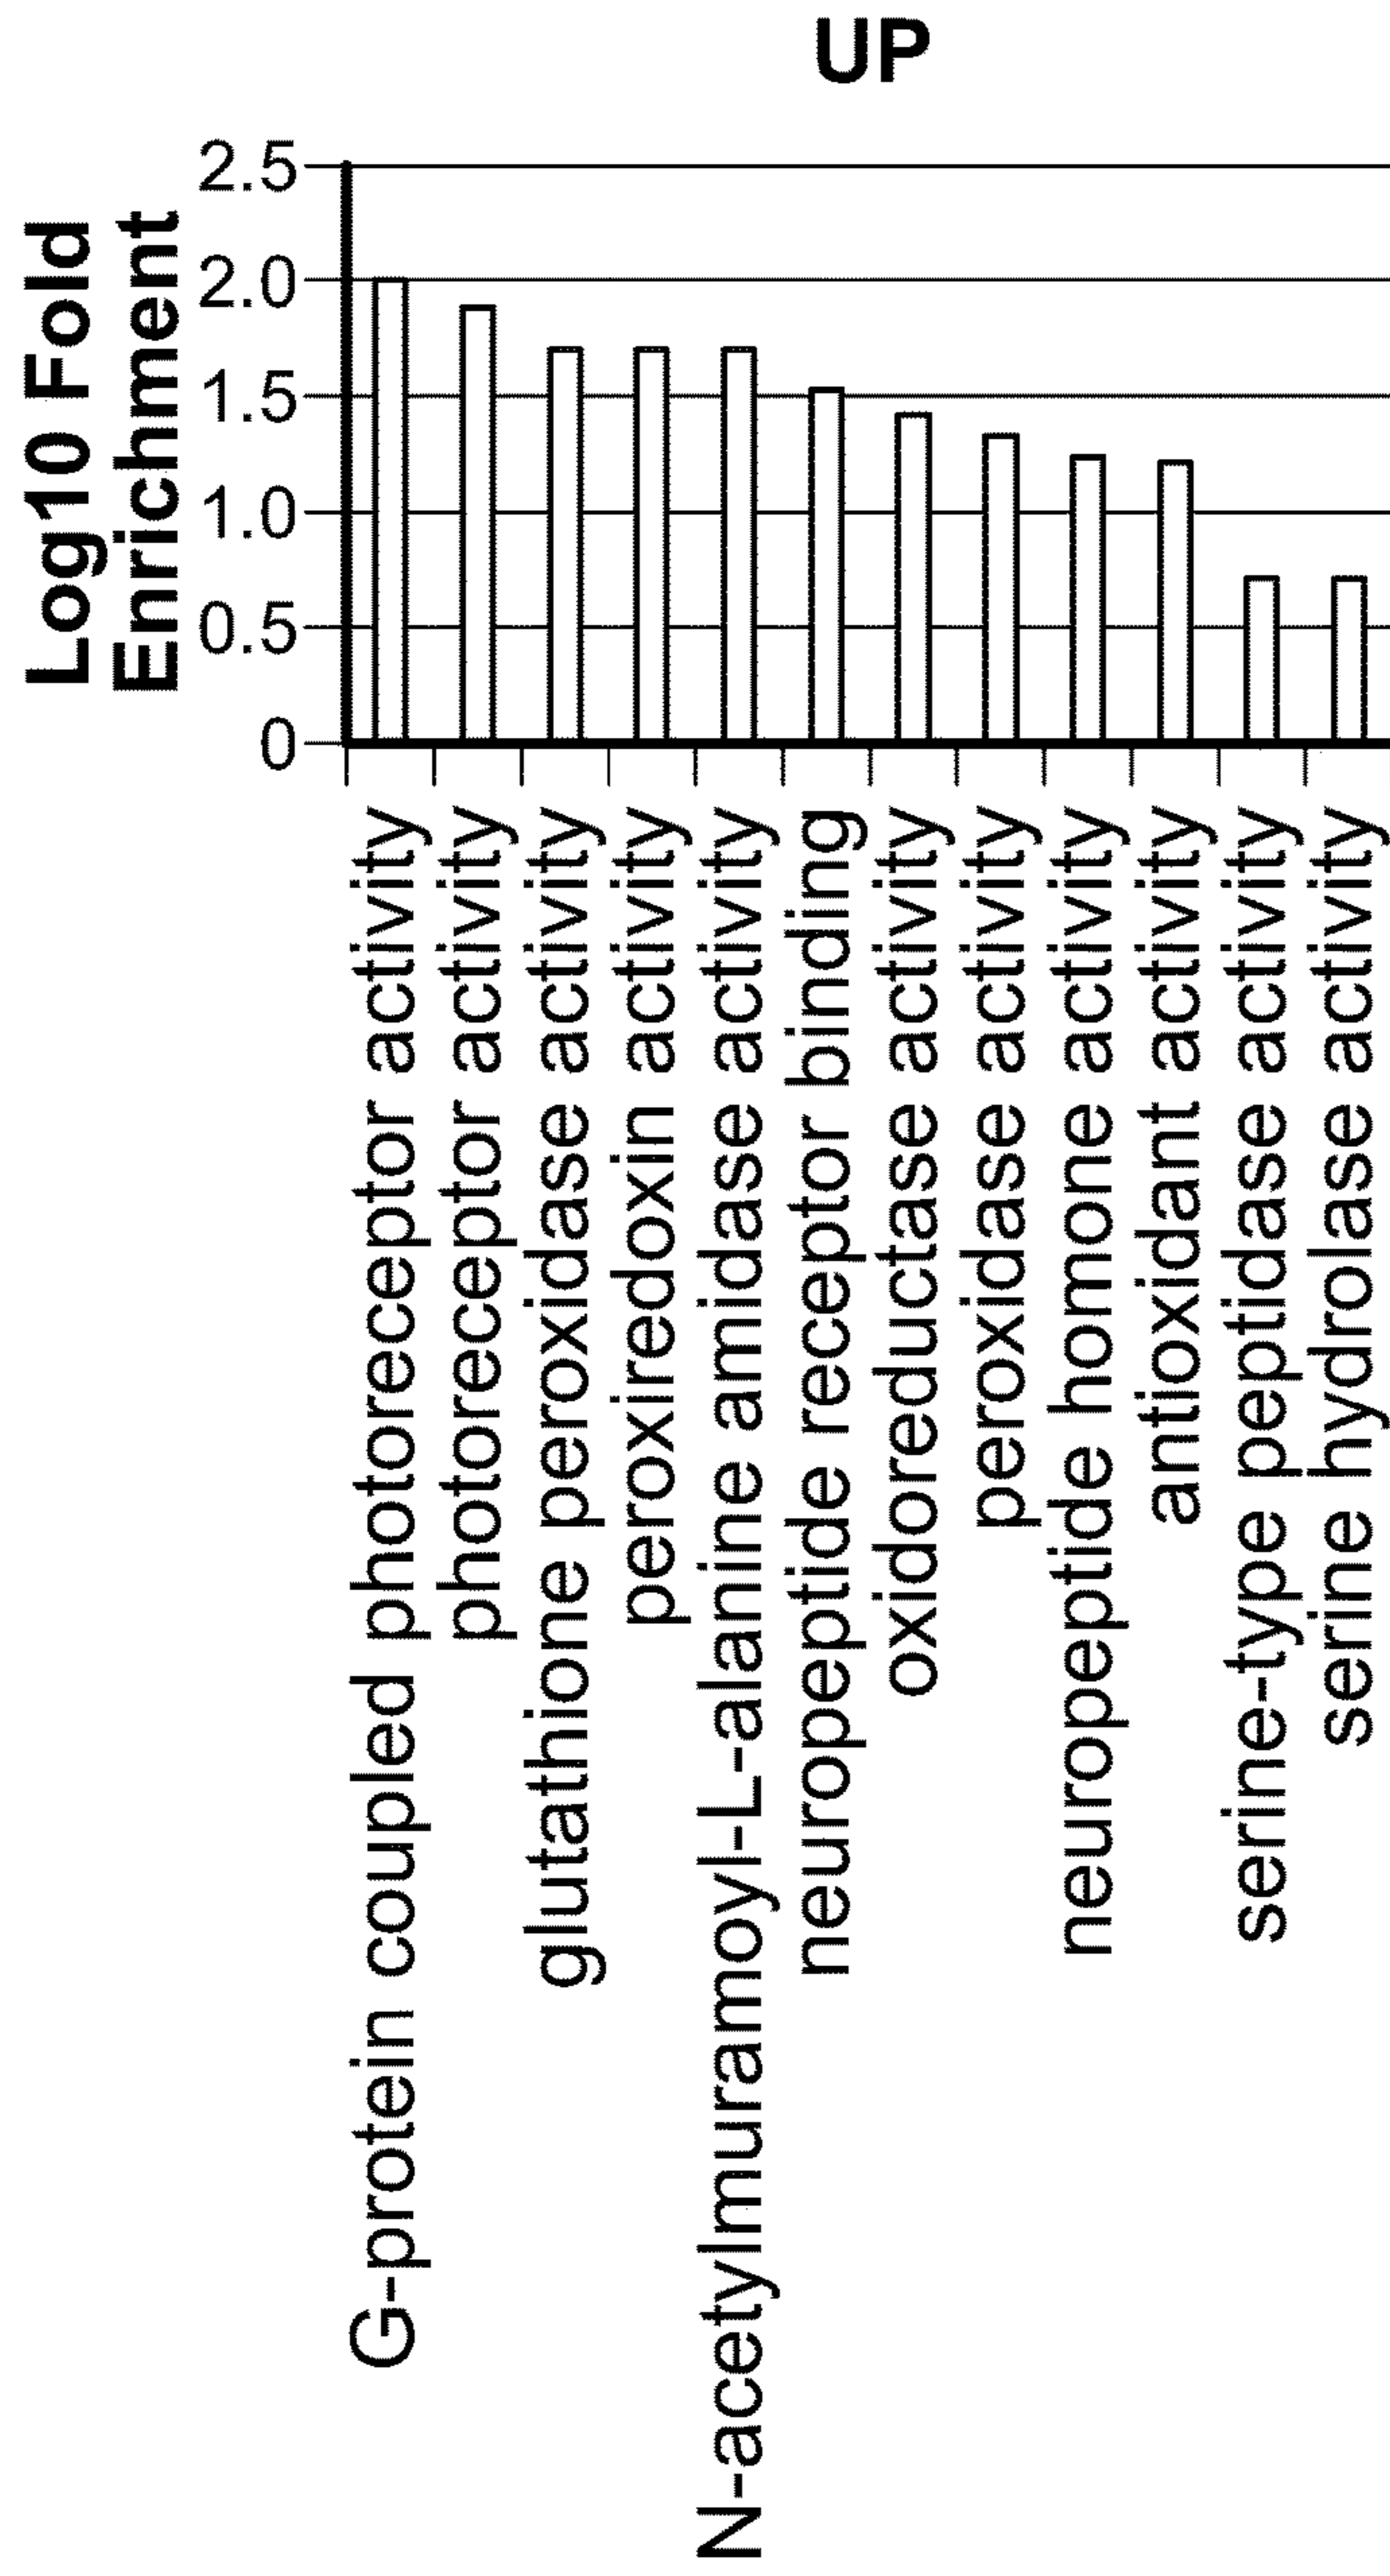 UP
Log10 Fold
Enrichment
2.5
2.0
1.5
1.0
0.5
0
G-protein coupled photoreceptor activity
photoreceptor activity
glutathione peroxidase activity
peroxiredoxin activity
N-acetylmuramoyl-L-alanine amidase activity
neuropeptide receptor binding
oxidoreductase activity
peroxidase activity
neuropeptide homone activity
antioxidant activity
serine-type peptidase activity
serine hydrolase activity